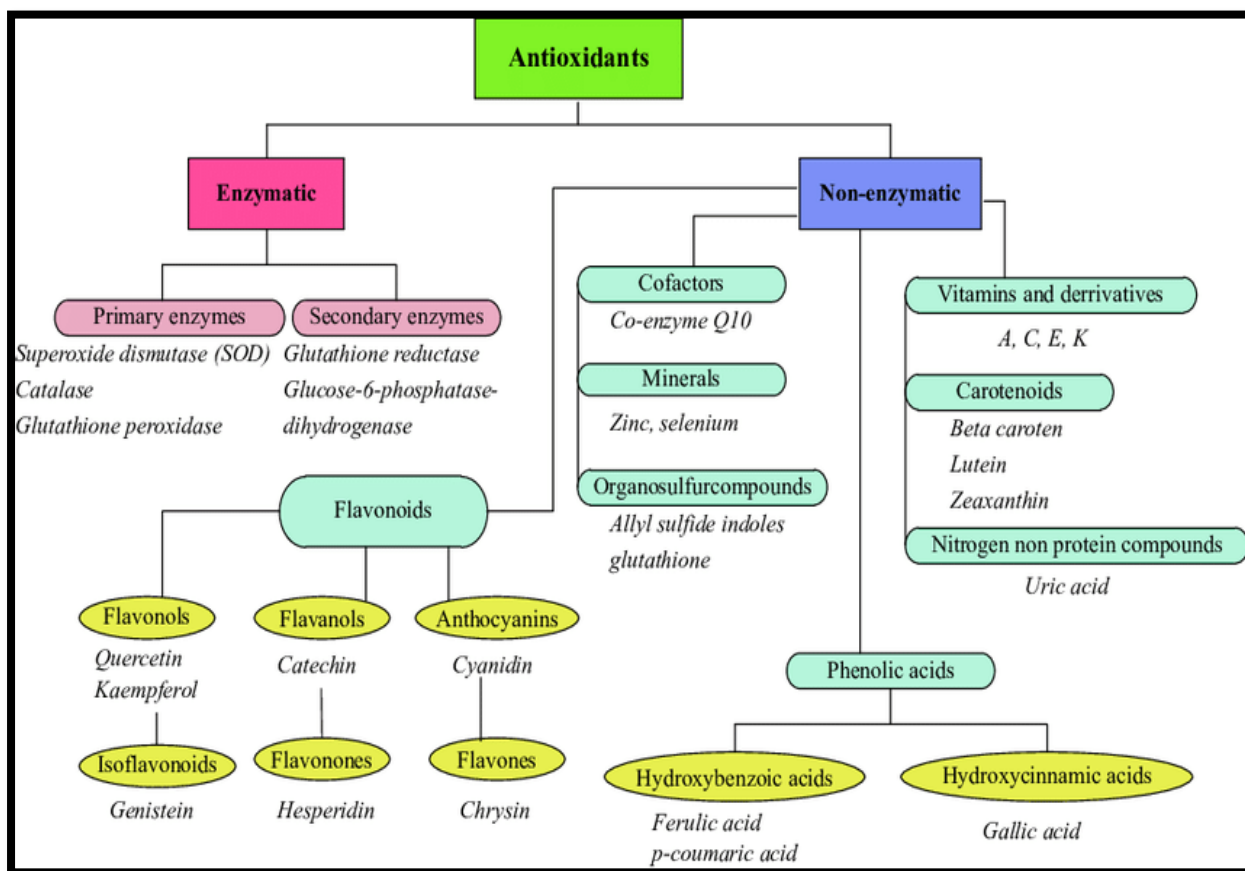 Antioxidants
Enzymatic
Non-enzymatic
Primary enzymes
Superoxide dismutase (SOD)
Catalase
Glutathione peroxidase
Secondary enzymes
Glutathione reductase
Glucose-6-phosphatase-
dihydrogenase
Cofactors
Co-enzyme Q10
Minerals
Zinc, selenium
Organosulfurcompounds
Allyl sulfide indoles
glutathione
Vitamins and derrivatives
A, C, E, K
Carotenoids
Beta caroten
Lutein
Zeaxanthin
Nitrogen non protein compounds
Uric acid
Flavonoids
Flavonols
Quercetin
Kaempferol
Isoflavonoids
Genistein
Flavanols
Catechin
Flavonones
Hesperidin
Anthocyanins
Cyanidin
Flavones
Chrysin
Phenolic acids
Hydroxybenzoic acids
Ferulic acid
p-coumaric acid
Hydroxycinnamic acids
Gallic acid